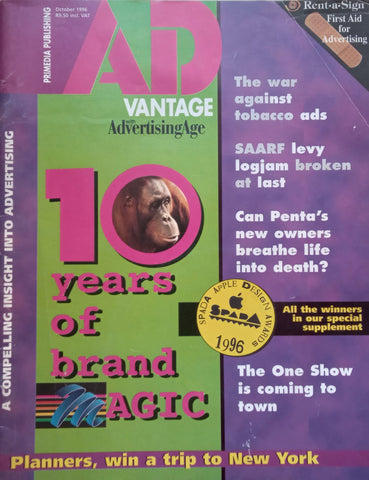 PRIMEDIA PUBLISHING
October 1996
R9.50 incl. VAT
AD
VANTAGE
with
AdvertisingAge
Rent-a-Sign
First Aid
for
Advertising
A COMPELLING INSIGHT INTO ADVERTISING
The war
against
tobacco ads
SAARF levy
logjam broken
at last
Can Penta's
new owners
breathe life
into death?
10
years
of
brand
MAGIC
SPADA APPLE DESIGN AWARDS
SPADA
1996
All the winners
in our special
supplement
The One Show
is coming to
town
Planners, win a trip to New York